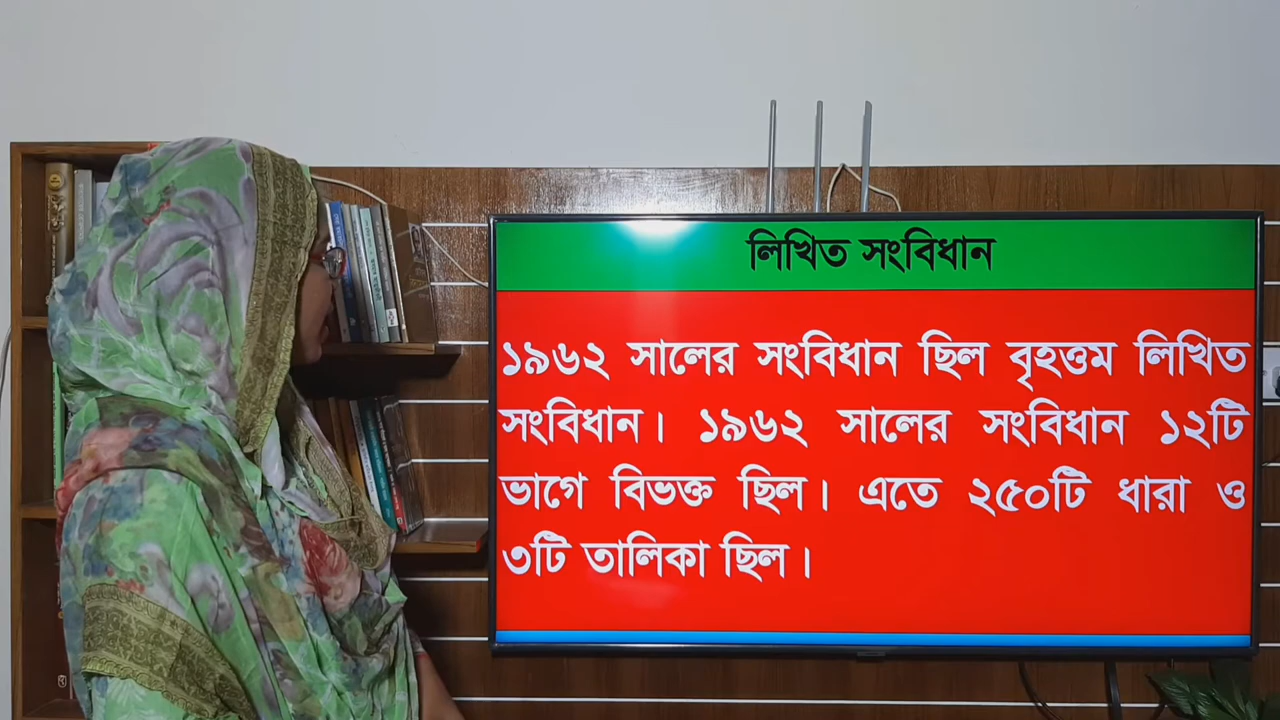 লিখিত সংবিধান
১৯৬২ সালের সংবিধান ছিল বৃহত্তম লিখিত
সংবিধান। ১৯৬২ সালের সংবিধান ১২টি
ভাগে বিভক্ত ছিল। এতে ২৫০টি ধারা ও
৩টি তালিকা ছিল।